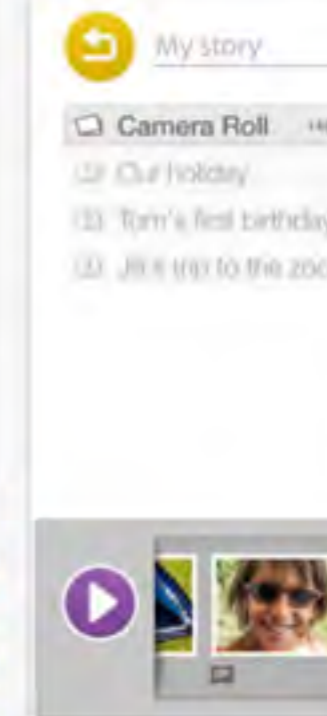 My story
Camera Roll
Our holiday
Tom's first birthday
Jill's trip to the zoo